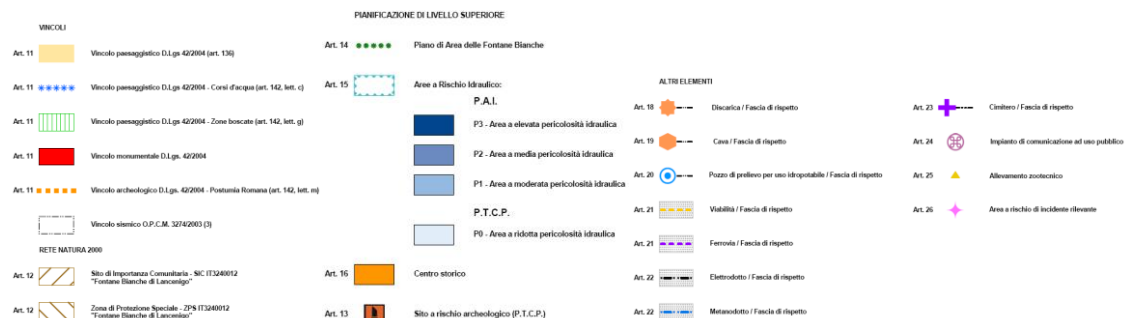 VINCOLI
Art. 11 Vincolo paesaggistico D.Lgs 42/2004 (art. 136)
Art. 11 Vincolo paesaggistico D.Lgs 42/2004 - Corsi d'acqua (art. 142, lett. c)
Art. 11 Vincolo paesaggistico D.Lgs 42/2004 - Zone boscate (art. 142, lett. g)
Art. 11 Vincolo monumentale D.Lgs. 42/2004
Art. 11 Vincolo archeologico D.Lgs. 42/2004 - Postumia Romana (art. 142, lett. m)
Vincolo sismico O.P.C.M. 3274/2003 (3)
RETE NATURA 2000
Art. 12 Sito di Importanza Comunitaria - SIC IT3240012
"Fontane Bianche di Lancenigo"
Art. 12 Zona di Protezione Speciale - ZPS IT3240012
"Fontane Bianche di Lancenigo"
PIANIFICAZIONE DI LIVELLO SUPERIORE
Art. 14 Piano di Area delle Fontane Bianche
Art. 15 Aree a Rischio Idraulico:
P.A.I.
P3 - Area a elevata pericolosità idraulica
P2 - Area a media pericolosità idraulica
P1 - Area a moderata pericolosità idraulica
P.T.C.P.
P0 - Area a ridotta pericolosità idraulica
Art. 16 Centro storico
Art. 13 Sito a rischio archeologico (P.T.C.P.)
ALTRI ELEMENTI
Art. 18 Discarica / Fascia di rispetto
Art. 19 Cava / Fascia di rispetto
Art. 20 Pozzo di prelievo per uso idropotabile / Fascia di rispetto
Art. 21 Viabilità / Fascia di rispetto
Art. 21 Ferrovia / Fascia di rispetto
Art. 22 Elettrodotto / Fascia di rispetto
Art. 22 Metanodotto / Fascia di rispetto
Art. 23 Cimitero / Fascia di rispetto
Art. 24 Impianto di comunicazione ad uso pubblico
Art. 25 Allevamento zootecnico
Art. 26 Area a rischio di incidente rilevante